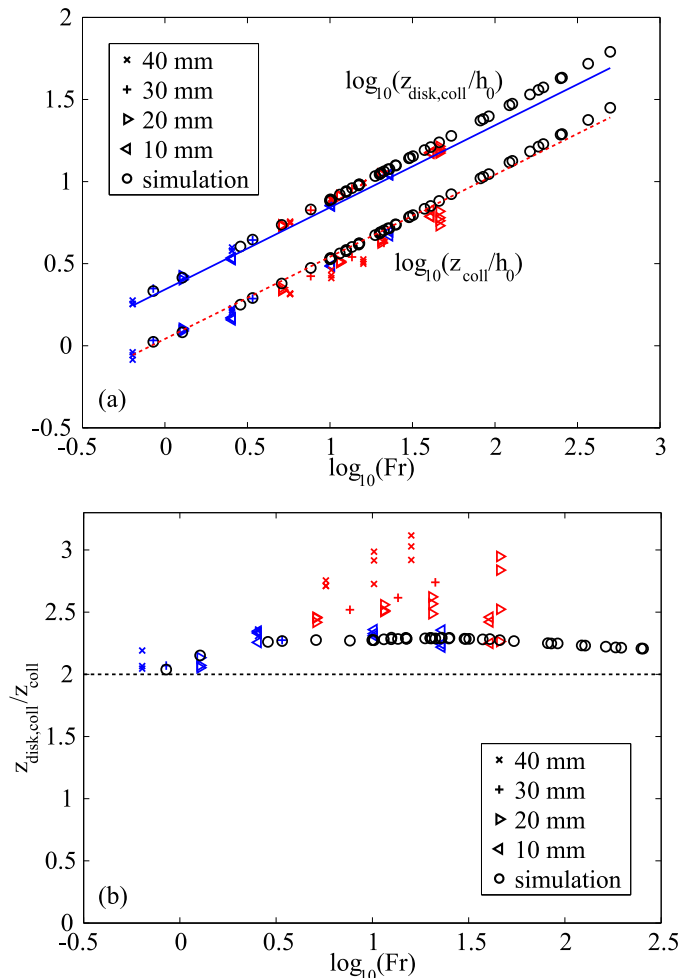 2
1.5
1
0.5
0
-0.5
40 mm
30 mm
20 mm
10 mm
simulation
log10(zdisk,coll/h0)
log10(zcoll/h0)
(a)
-0.5 0 0.5 1 1.5 2 2.5 3
log10(Fr)
3
2.5
2
1.5
1
0.5
0
zdisk,coll/zcoll
40 mm
30 mm
20 mm
10 mm
simulation
(b)
-0.5 0 0.5 1 1.5 2 2.5
log10(Fr)